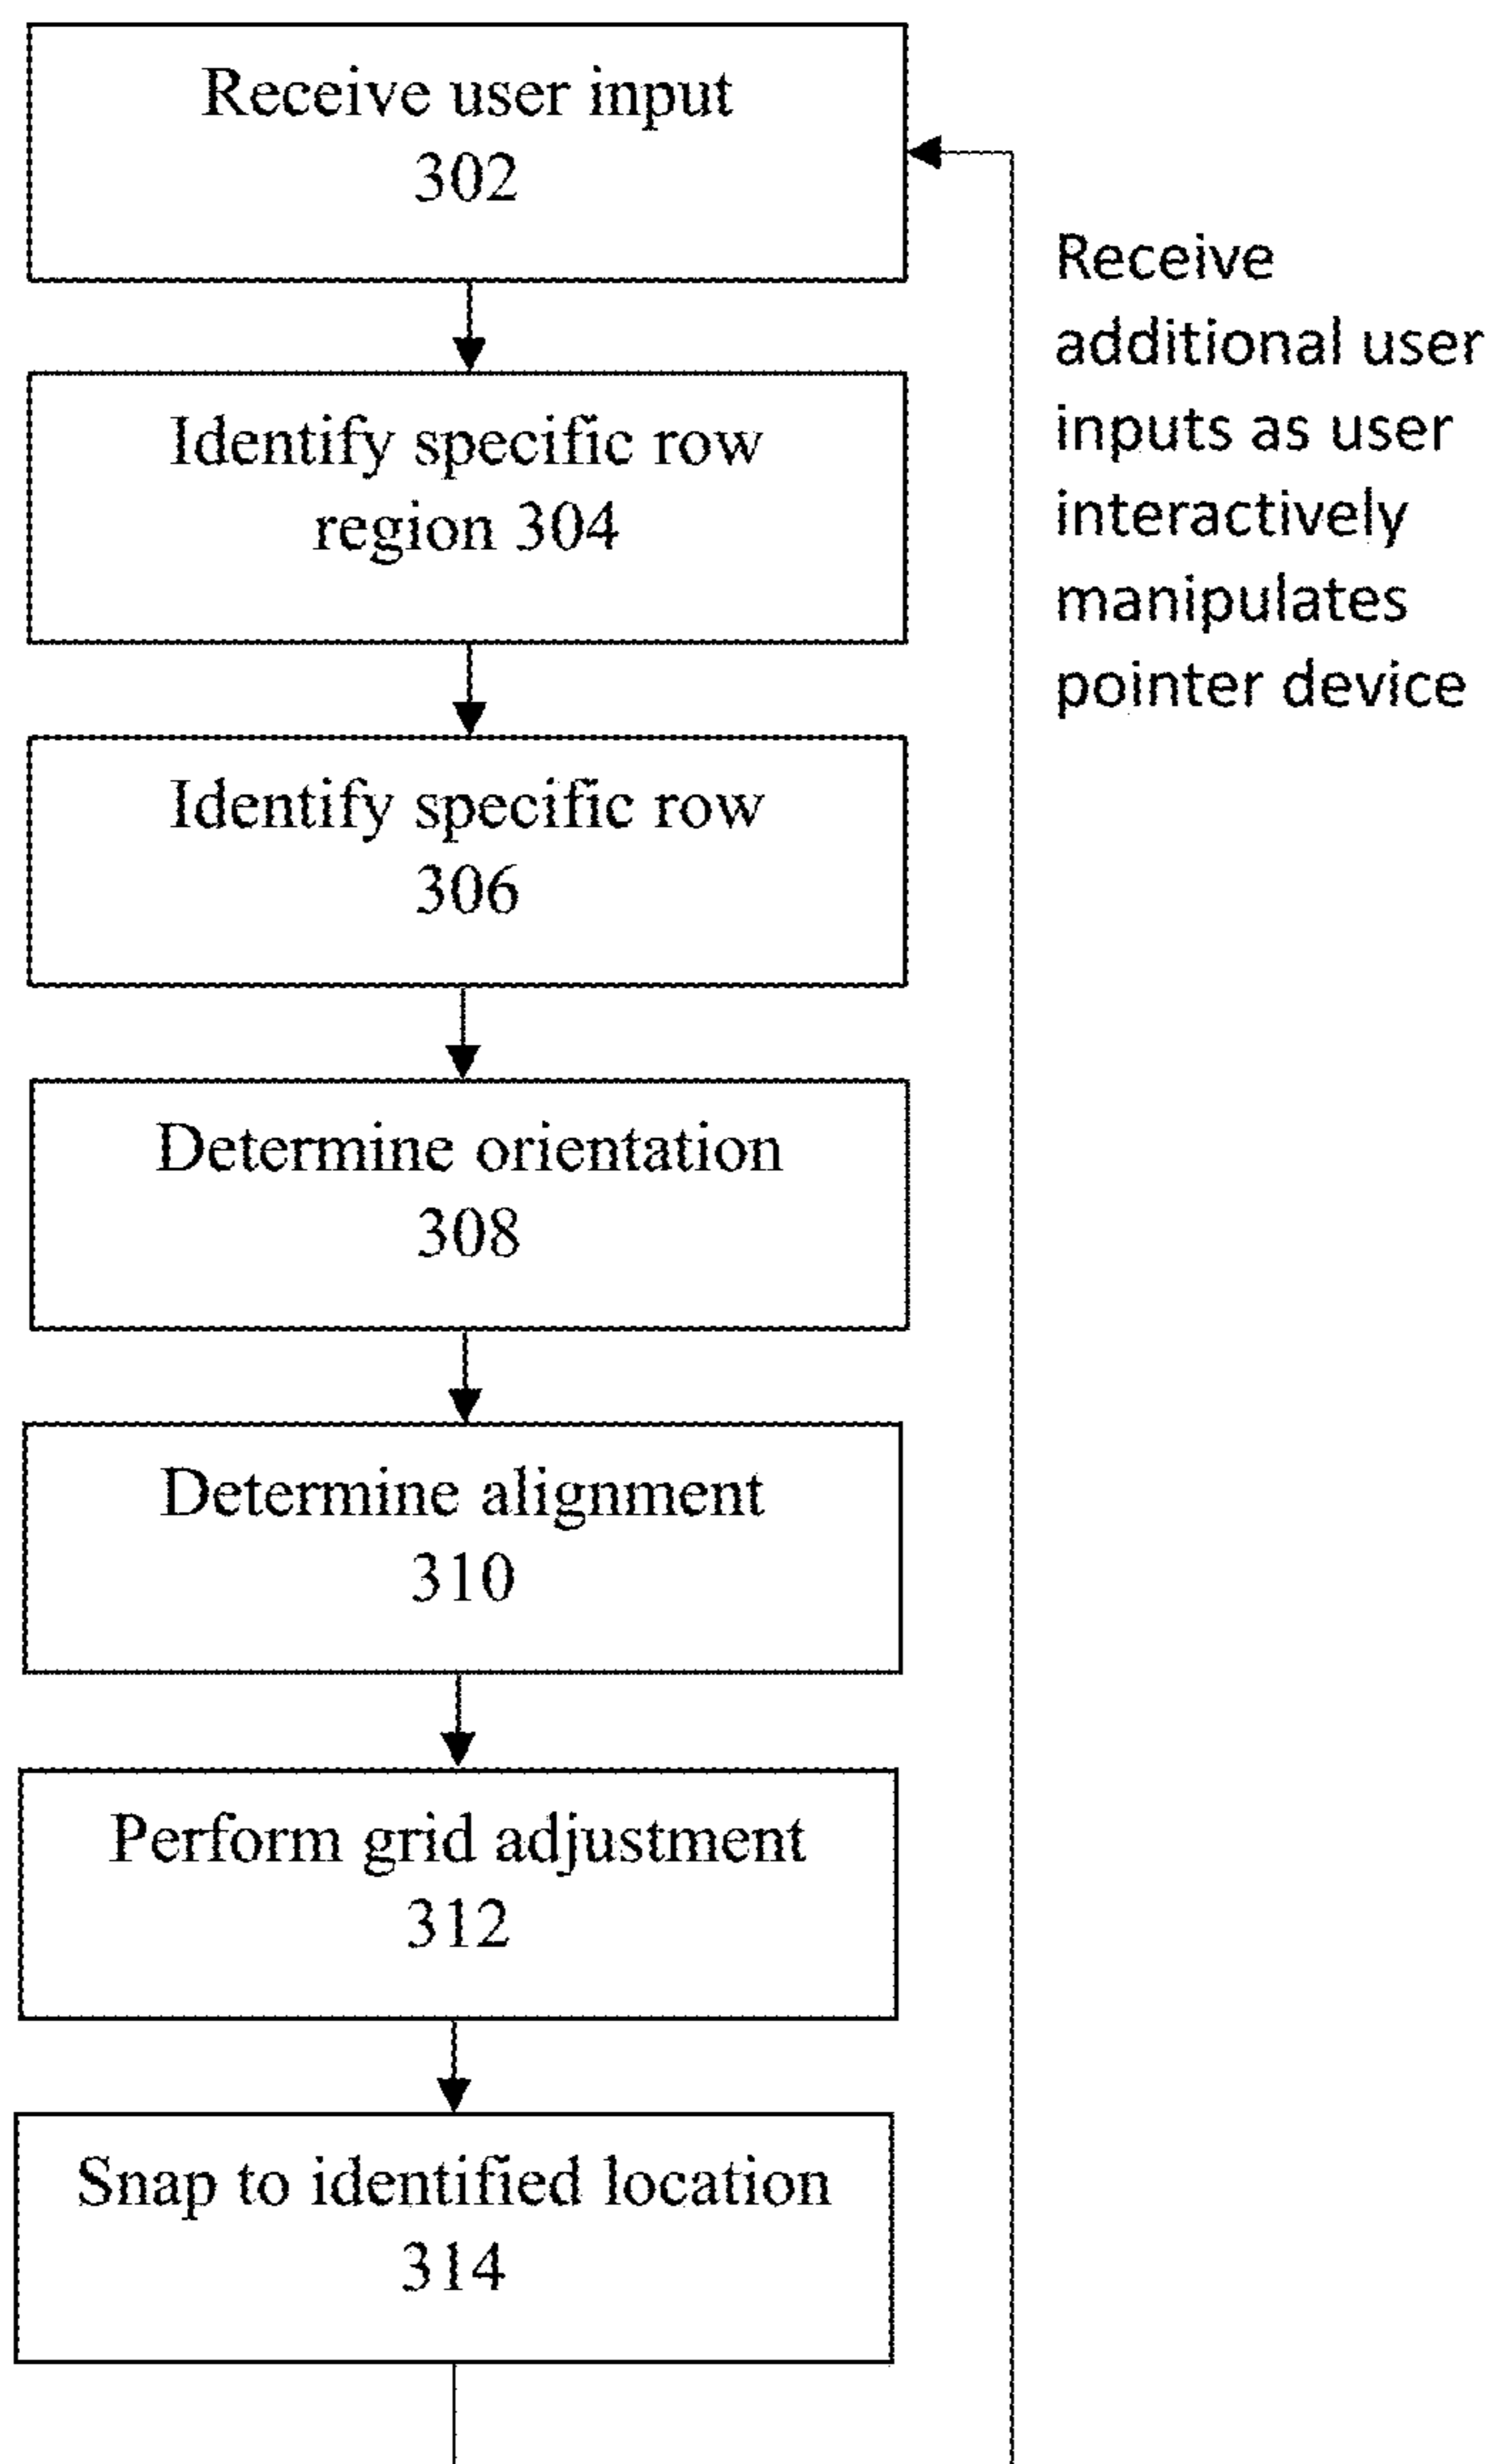 Receive user input
302
Receive
additional user
inputs as user
interactively
manipulates
pointer device
Identify specific row
region 304
Identify specific row
306
Determine orientation
308
Determine alignment
310
Perform grid adjustment
312
Snap to identified location
314